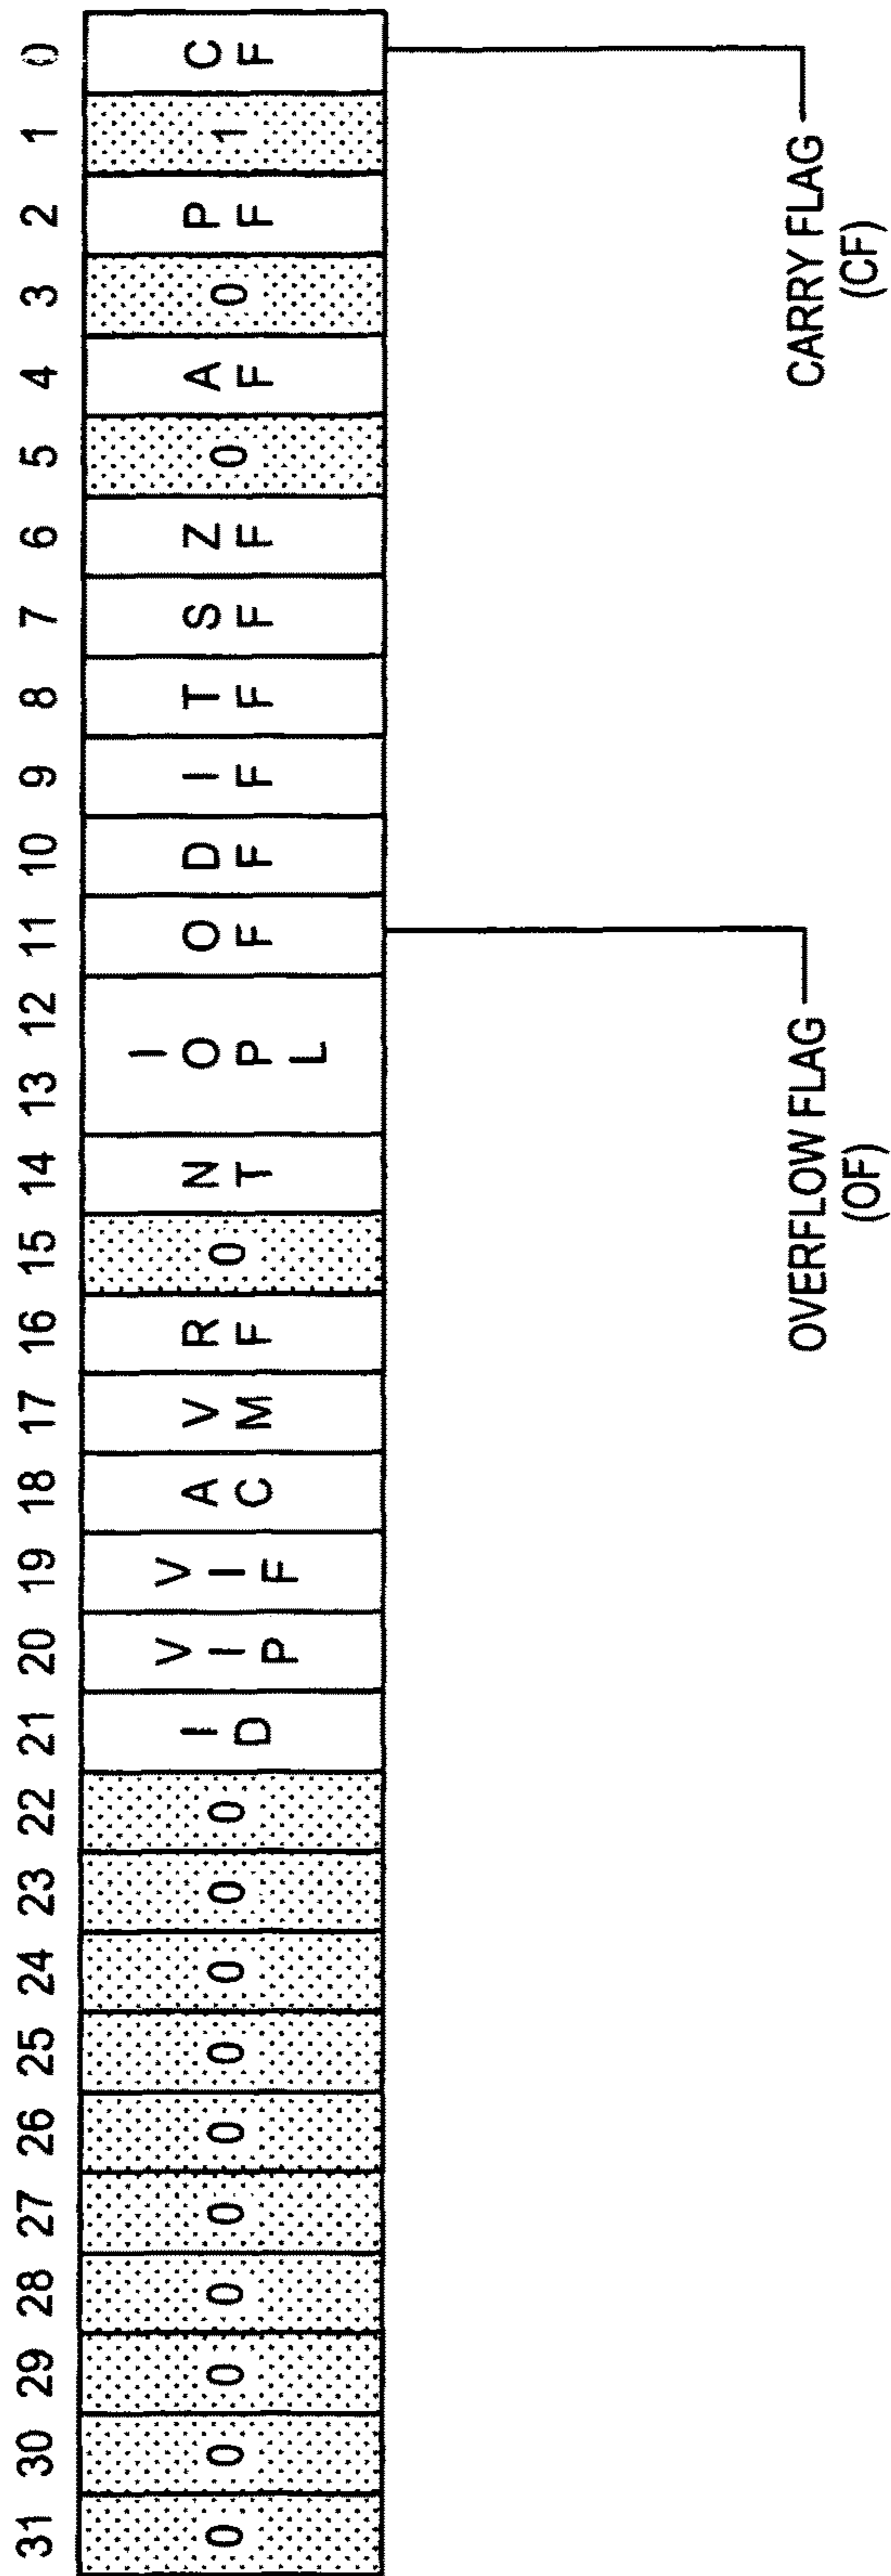 31 30 29 28 27 26 25 24 23 22 21 20 19 18 17 16 15 14 13 12 11 10 9 8 7 6 5 4 3 2 1 0
0 0 0 0 0 0 0 0 0 0 ID VIP VIF AC VM RF 0 NT IOPL OF DF IF TF SF ZF 0 AF 0 PF 1 CF
OVERFLOW FLAG
(OF)
CARRY FLAG
(CF)